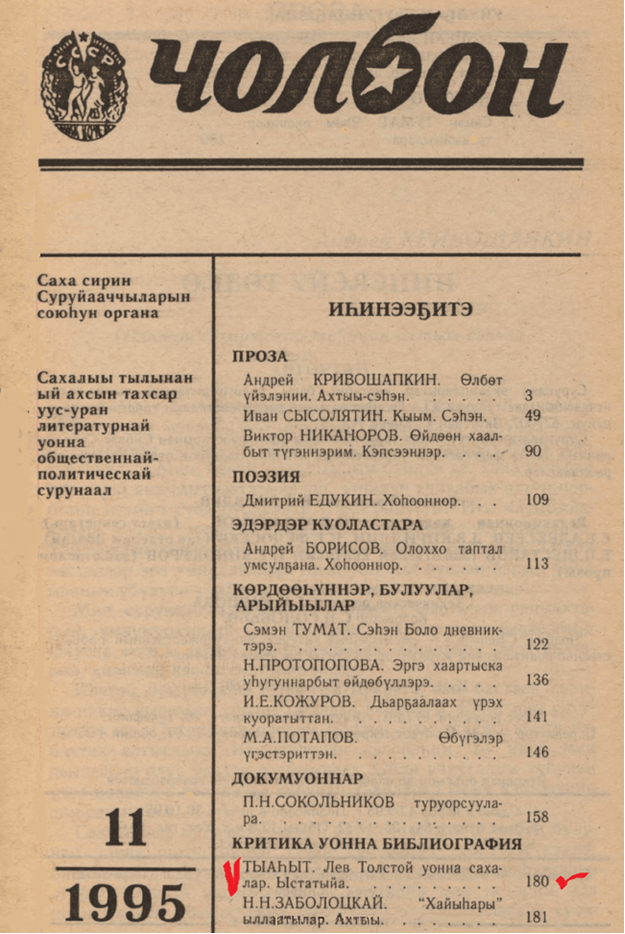 СССР
ЧОЛБОН
Саха сирин
Суруйааччыларын
союһун органа
Сахалыы тылынан
ый ахсын тахсар
уус-уран
литературнай
уонна
общественнай-
политическай
сурунаал
11
1995
ИҺИНЭЭҔИТЭ
ПРОЗА
Андрей КРИВОШАПКИН. Өлбөт
үйэлэнии. Ахтыы-сэһэн. . . . . . 3
Иван СЫСОЛЯТИН. Кыым. Сэһэн. 49
Виктор НИКАНОРОВ. Өйдөөн хаал-
быт түгэннэрим. Кэпсээннэр. . . . 90
ПОЭЗИЯ
Дмитрий ЕДУКИН. Хоһооннор. . . 109
ЭДЭРДЭР КУОЛАСТАРА
Андрей БОРИСОВ. Олоххо таптал
умсулҕана. Хоһооннор. . . . . . . 113
КӨРДӨӨҺҮННЭР, БУЛУУЛАР,
АРЫЙЫЫЛАР
Сэмэн ТУМАТ. Сэһэн Боло дневник-
тэрэ. . . . . . . . . . . . . 122
Н.ПРОТОПОПОВА. Эргэ хаартыска
уһугуннарбыт өйдөбүллэрэ. . . . . 136
И.Е.КОЖУРОВ. Дьарҕаалаах үрэх
куоратыттан. . . . . . . . . . 141
М.А.ПОТАПОВ. Өбүгэлэр
үгэстэриттэн. . . . . . . . . . 146
ДОКУМУОННАР
П.Н.СОКОЛЬНИКОВ туруорсуула-
ра. . . . . . . . . . . . . . 158
КРИТИКА УОННА БИБЛИОГРАФИЯ
ТЫАҺЫТ. Лев Толстой уонна саха-
лар. Ыстатыйа. . . . . . . . . 180
Н.Н.ЗАБОЛОЦКАЙ. "Хайыһары"
ыллаатылар. Ахтыы. . . . . . . 181